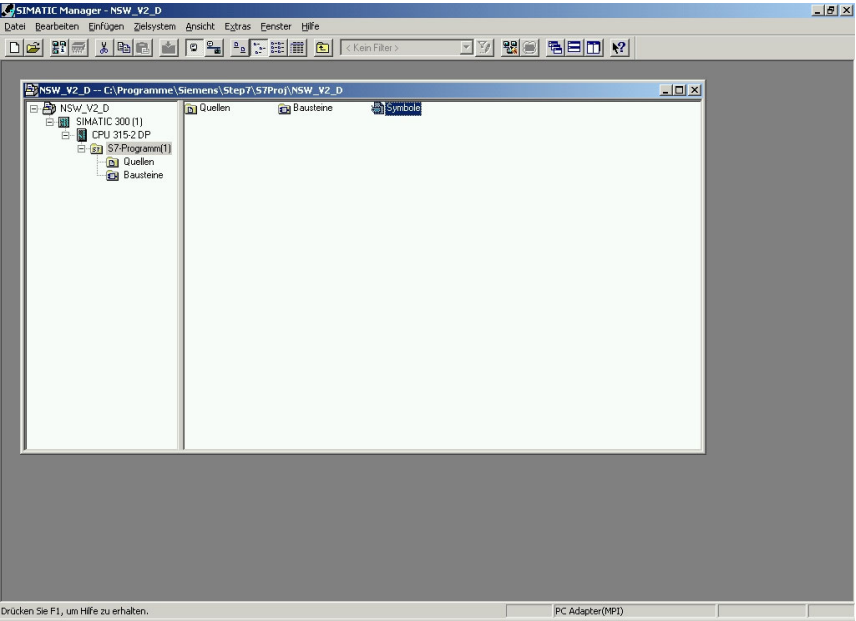 SIMATIC Manager - NSW_V2_D
Datei Bearbeiten Einfügen Zielsystem Ansicht Extras Fenster Hilfe
< Kein Filter >
NSW_V2_D -- C:\Programme\Siemens\Step7\S7Proj\NSW_V2_D
NSW_V2_D
SIMATIC 300 (1)
CPU 315-2 DP
S7-Programm(1)
Quellen
Bausteine
Quellen Bausteine Symbole
Drücken Sie F1, um Hilfe zu erhalten. PC Adapter(MPI)